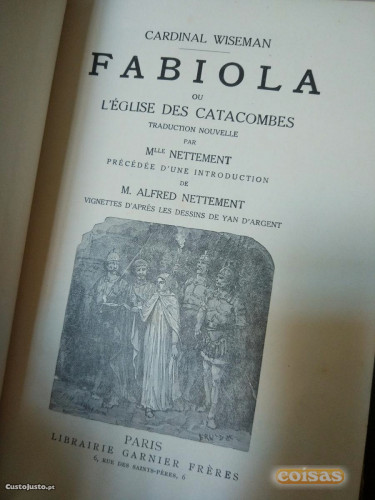 CARDINAL WISEMAN
FABIOLA
OU
L'ÉGLISE DES CATACOMBES
TRADUCTION NOUVELLE
PAR
MLLE NETTEMENT
PRÉCÉDÉE D'UNE INTRODUCTION
DE
M. ALFRED NETTEMENT
VIGNETTES D'APRÈS LES DESSINS DE YAN D'ARGENT
PARIS
LIBRAIRIE GARNIER FRÈRES
6, RUE DES SAINTS-PÈRES, 6
CustoJusto.pt
coisas